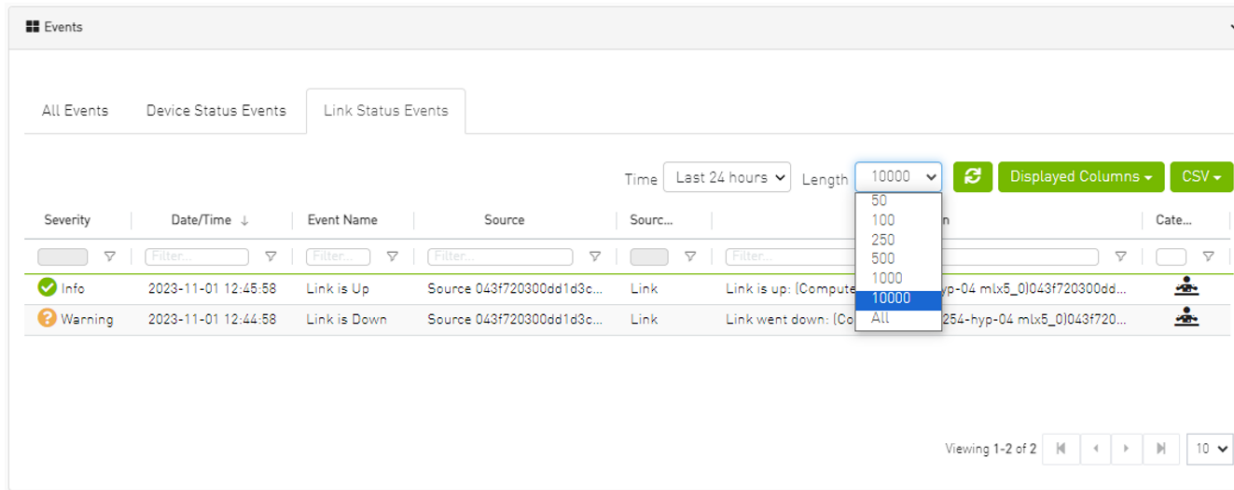 Events
All Events Device Status Events Link Status Events
Time Last 24 hours Length 10000 Displayed Columns CSV
50
100
250
500
1000
10000
All
Severity Date/Time ↓ Event Name Source Sourc... n Cate...
Filter... Filter... Filter... Filter...
Info 2023-11-01 12:45:58 Link is Up Source 043f720300dd1d3c... Link Link is up: (Compute yp-04 mlx5_0)043f720300dd...
Warning 2023-11-01 12:44:58 Link is Down Source 043f720300dd1d3c... Link Link went down: (Co 254-hyp-04 mlx5_0)043f720...
Viewing 1-2 of 2 10